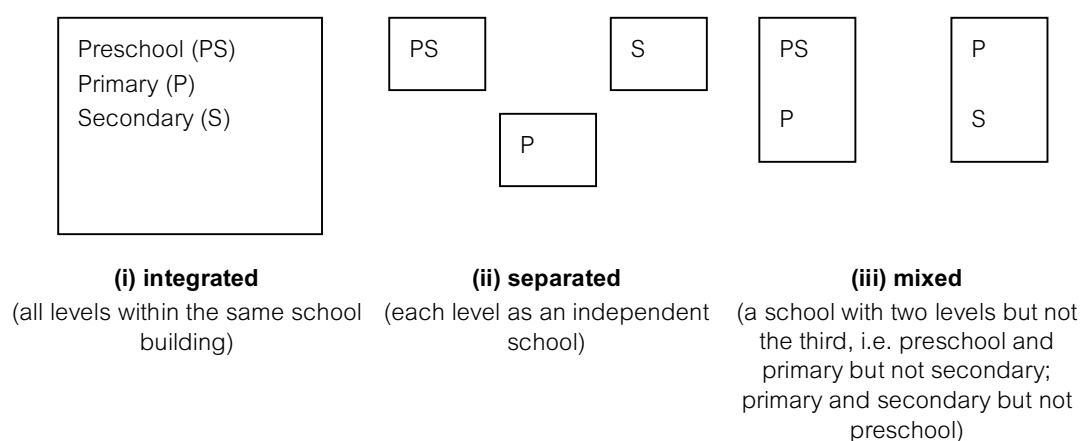 Preschool (PS)
Primary (P)
Secondary (S)
(i) integrated
(all levels within the same school
building)
PS
S
P
(ii) separated
(each level as an independent
school)
PS
P
P
S
(iii) mixed
(a school with two levels but not
the third, i.e. preschool and
primary but not secondary;
primary and secondary but not
preschool)